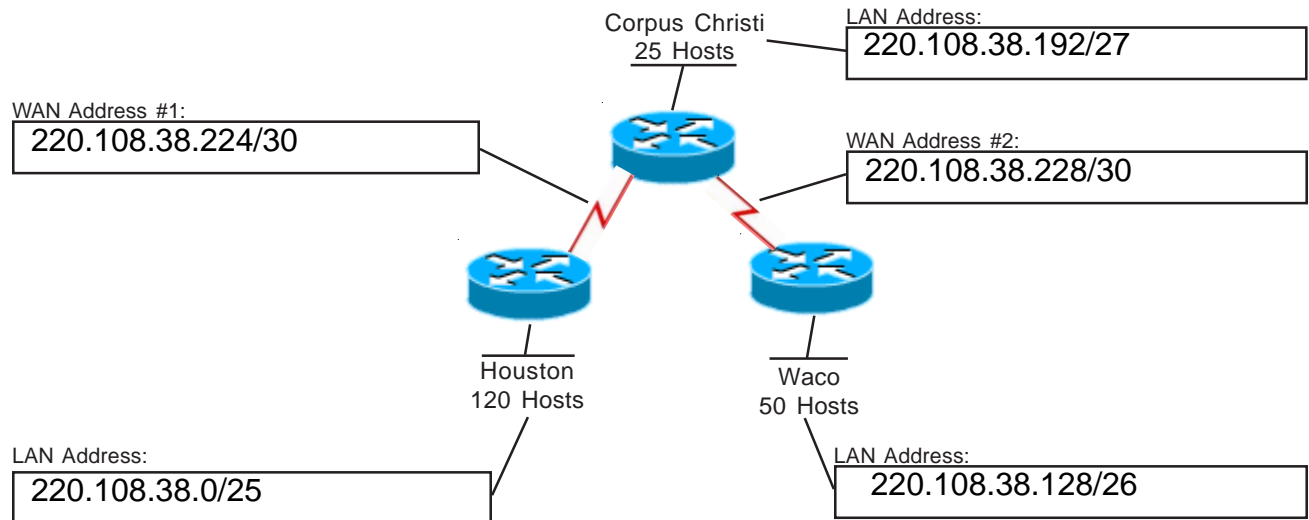 Corpus Christi
25 Hosts
LAN Address:
220.108.38.192/27
WAN Address #1:
220.108.38.224/30
WAN Address #2:
220.108.38.228/30
Houston
120 Hosts
Waco
50 Hosts
LAN Address:
220.108.38.0/25
LAN Address:
220.108.38.128/26